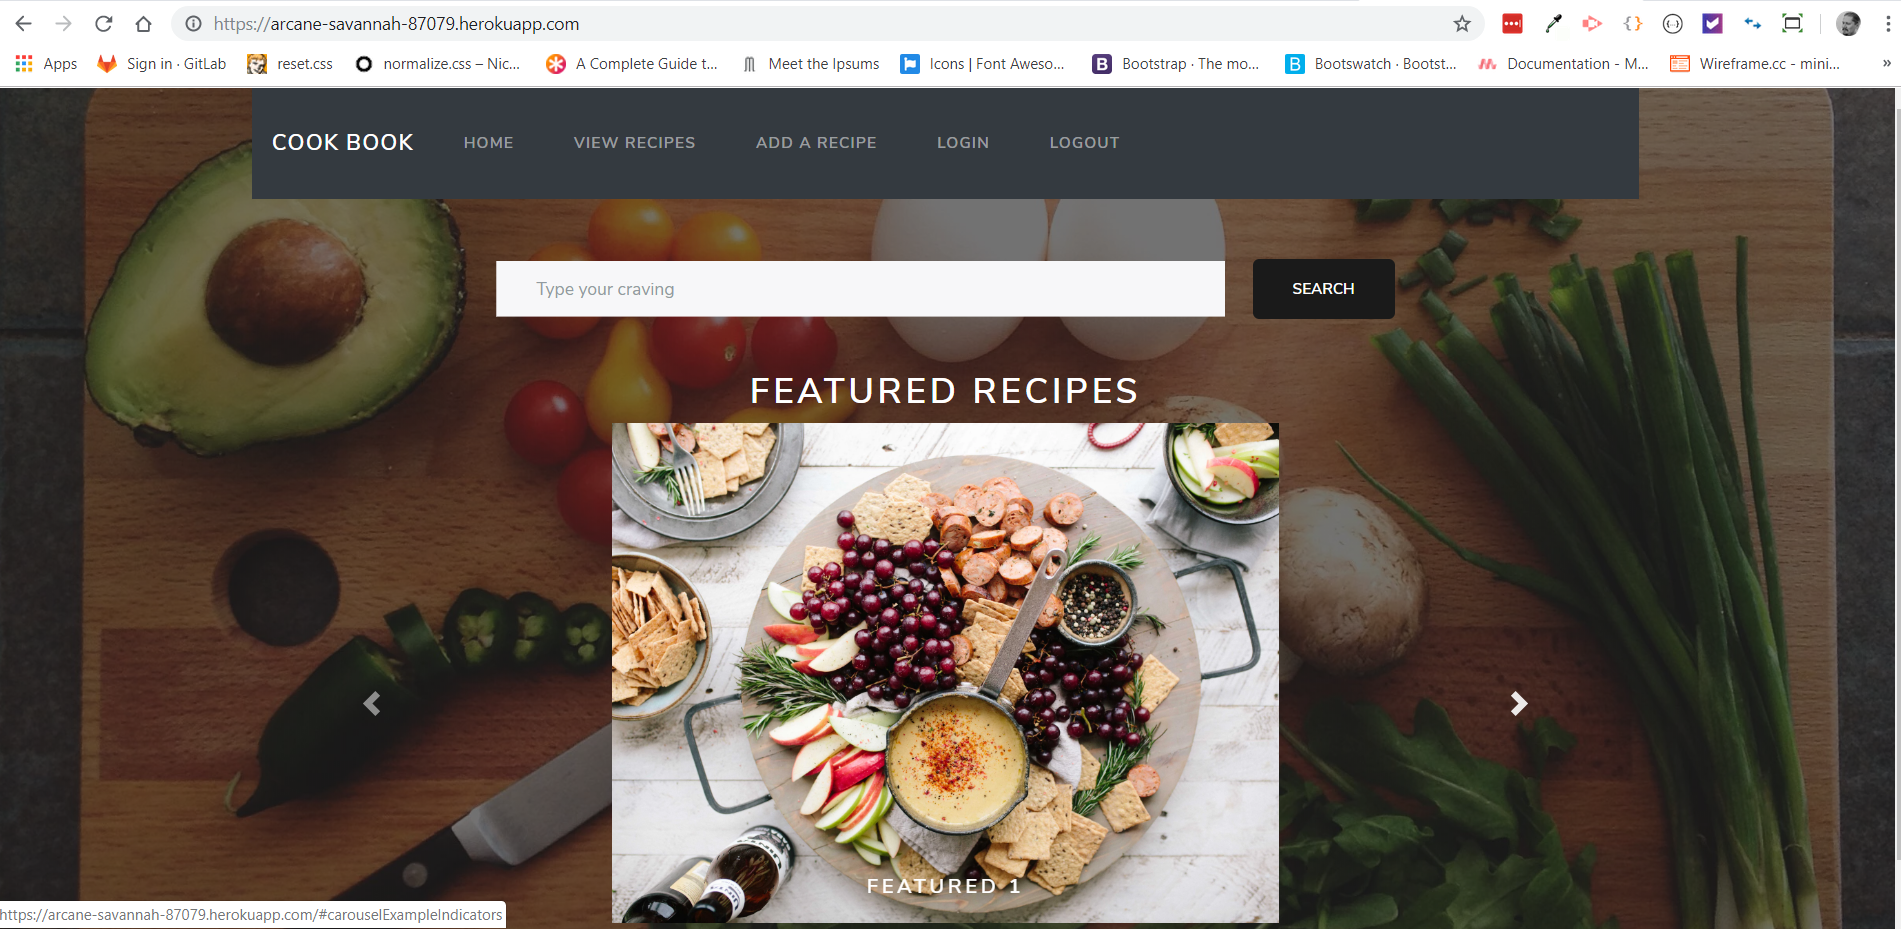 https://arcane-savannah-87079.herokuapp.com
Apps Sign in · GitLab reset.css normalize.css – Nic... A Complete Guide t... Meet the Ipsums Icons | Font Aweso... Bootstrap · The mo... Bootswatch · Bootst... Documentation - M... Wireframe.cc - mini... »
COOK BOOK HOME VIEW RECIPES ADD A RECIPE LOGIN LOGOUT
Type your craving SEARCH
FEATURED RECIPES
FEATURED 1
https://arcane-savannah-87079.herokuapp.com/#carouselExampleIndicators